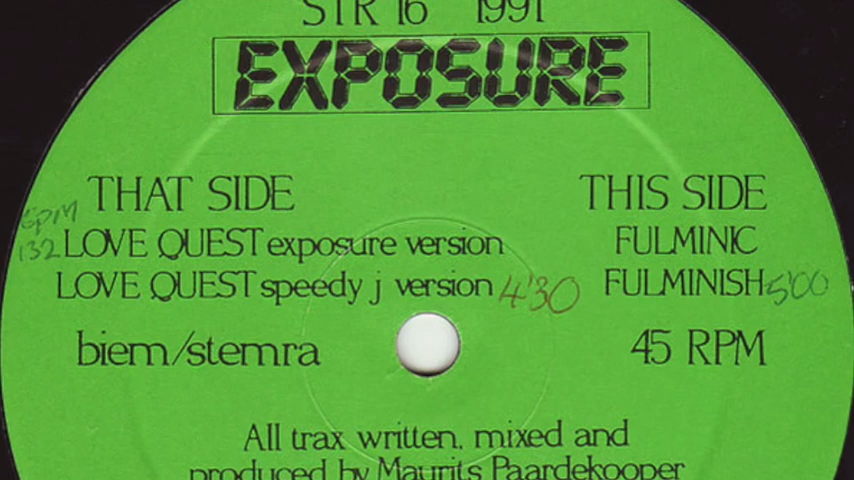 STR 16 1991
EXPOSURE
THAT SIDE THIS SIDE
BPM
132 LOVE QUEST exposure version FULMINIC
LOVE QUEST speedy j version 4'30 FULMINISH 5'00
biem/stemra 45 RPM
All trax written, mixed and
produced by Maurits Paardekooper